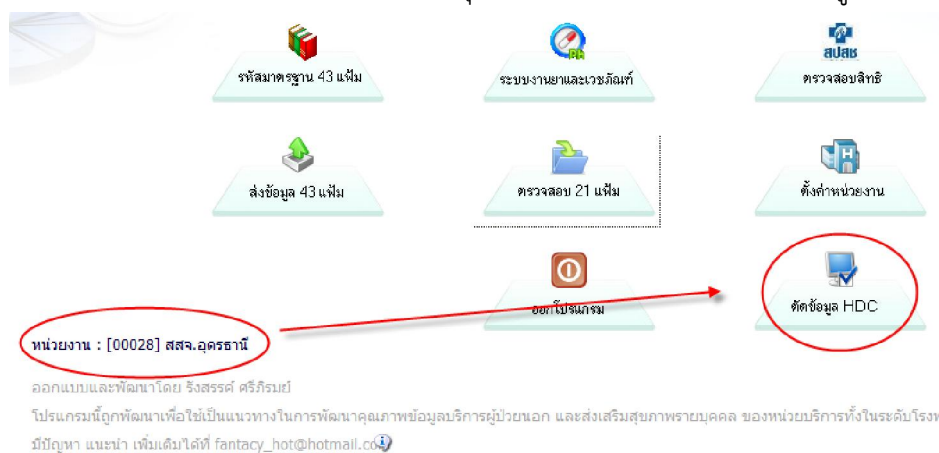 รหัสมาตรฐาน 43 แฟ้ม
ระบบงานยาและเวชภัณฑ์
สปสช
ตรวจสอบสิทธิ
ส่งข้อมูล 43 แฟ้ม
ตรวจสอบ 21 แฟ้ม
ตั้งค่าหน่วยงาน
ออกโปรแกรม
ตัดข้อมูล HDC
หน่วยงาน : [00028] สสจ.อุดรธานี
ออกแบบและพัฒนาโดย รังสรรค์ ศรีภิรมย์
โปรแกรมนี้ถูกพัฒนาเพื่อใช้เป็นแนวทางในการพัฒนาคุณภาพข้อมูลบริการผู้ป่วยนอก และส่งเสริมสุขภาพรายบุคคล ของหน่วยบริการทั้งในระดับโรงพ
มีปัญหา แนะนำ เพิ่มเติมได้ที่ fantacy_hot@hotmail.co